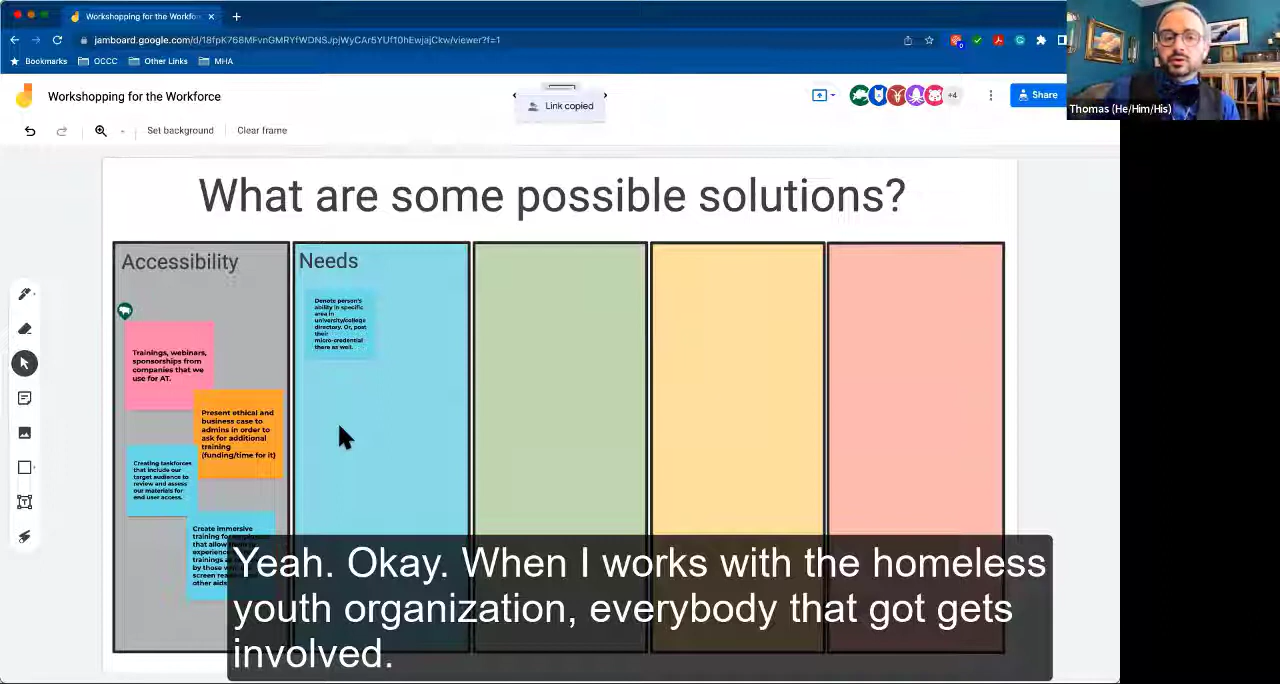 Workshopping for the Workfo
jamboard.google.com/d/18fpK768MFvnGMRYfWDNSJpjWyCAr5YUf10hEwjajCkw/viewer?f=1
Bookmarks
OCCC
Other Links
MHA
Workshopping for the Workforce
Link copied
+4
Share
Thomas (He/Him/His)
Set background
Clear frame
What are some possible solutions?
Accessibility
Needs
Denote person's
ability in specific
area in
university/college
directory. Or, post
their
micro-credential
there as well.
Trainings, webinars,
sponsorships from
companies that we
use for AT.
Present ethical and
business case to
admins in order to
ask for additional
training
(funding/time for it)
Creating taskforces
that include our
target audience to
review and assess
our materials for
end user access.
Create immersive
training for
that allow
experience
trainings
by those
screen
other aids
Yeah. Okay. When I works with the homeless
youth organization, everybody that got gets
involved.